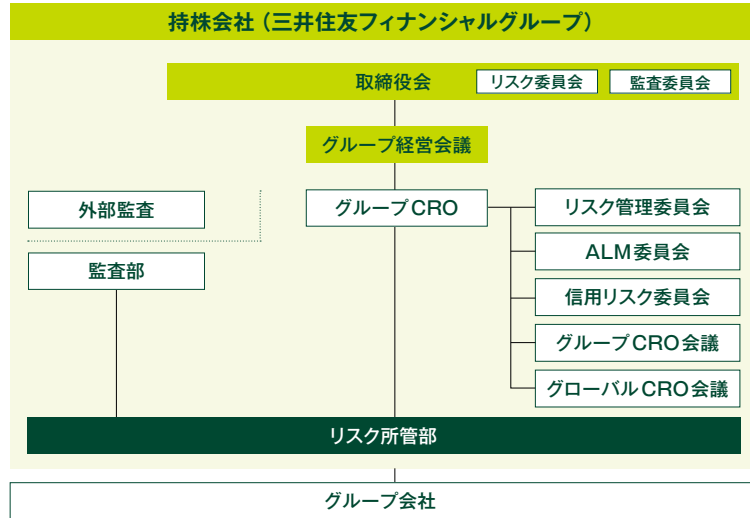 持株会社（三井住友フィナンシャルグループ）
取締役会
リスク委員会
監査委員会
グループ経営会議
外部監査
グループCRO
リスク管理委員会
監査部
ALM委員会
信用リスク委員会
グループCRO会議
グローバルCRO会議
リスク所管部
グループ会社